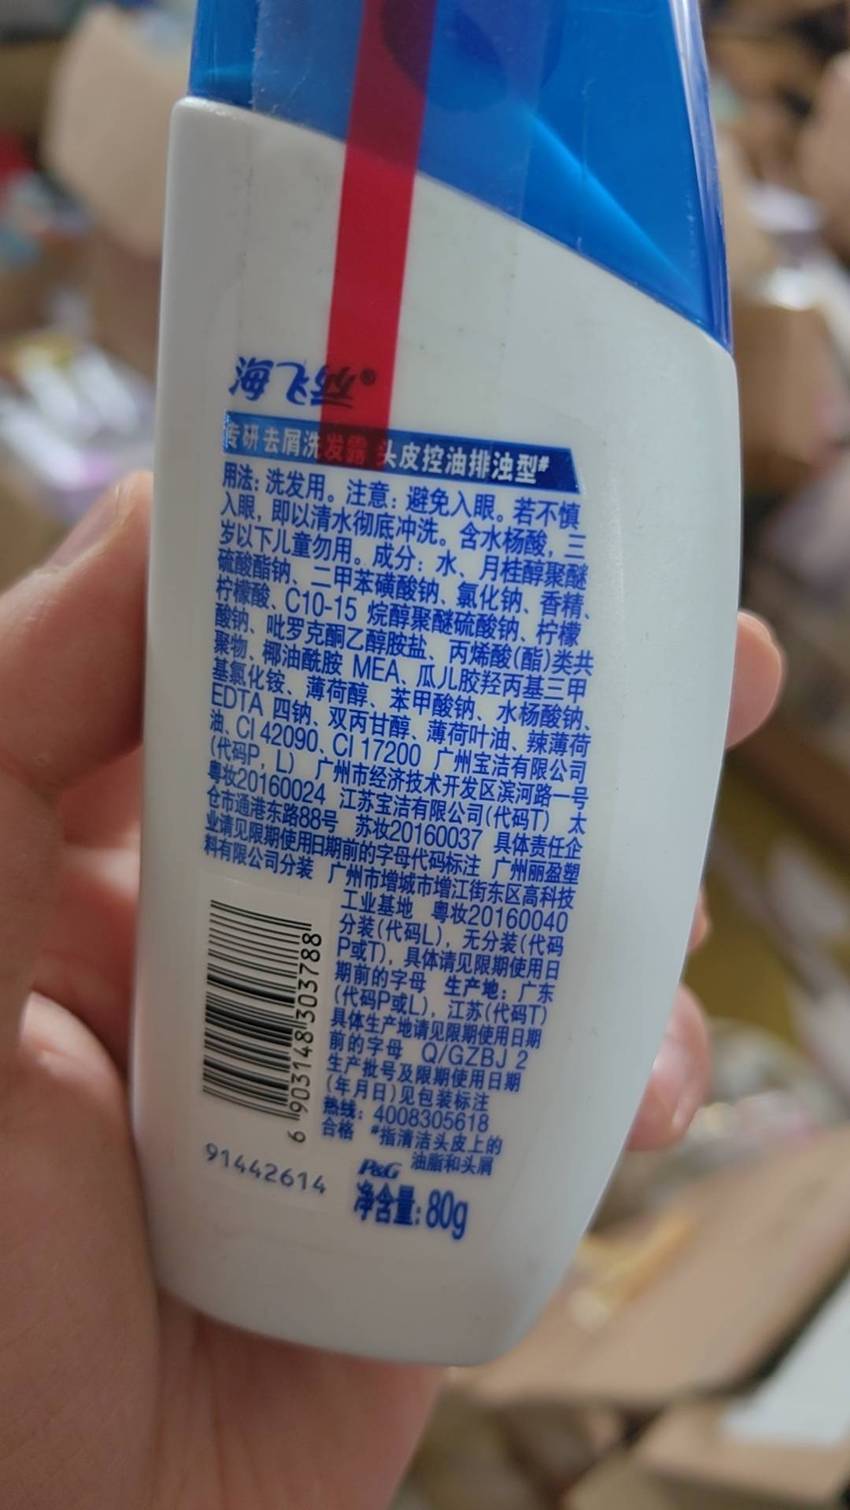 海飞丝®
专研去屑洗发露 头皮控油排浊型#
用法：洗发用。注意：避免入眼。若不慎
入眼，即以清水彻底冲洗。含水杨酸，三
岁以下儿童勿用。成分：水、月桂醇聚醚
硫酸酯钠、二甲苯磺酸钠、氯化钠、香精、
柠檬酸、C10-15 烷醇聚醚硫酸钠、柠檬
酸钠、吡罗克酮乙醇胺盐、丙烯酸(酯)类共
聚物、椰油酰胺 MEA、瓜儿胶羟丙基三甲
基氯化铵、薄荷醇、苯甲酸钠、水杨酸钠、
EDTA 四钠、双丙甘醇、薄荷叶油、辣薄荷
油、CI 42090、CI 17200 广州宝洁有限公司
(代码P，L) 广州市经济技术开发区滨河路一号
粤妆20160024 江苏宝洁有限公司(代码T) 太
仓市通港东路88号 苏妆20160037 具体责任企
业请见限期使用日期前的字母代码标注 广州丽盈塑
料有限公司分装 广州市增城市增江街东区高科技
工业基地 粤妆20160040
分装(代码L)，无分装(代码
P或T)，具体请见限期使用日
期前的字母 生产地：广东
(代码P或L)，江苏(代码T)
具体生产地请见限期使用日期
前的字母 Q/GZBJ 2
生产批号及限期使用日期
(年月日)见包装标注
热线：4008305618
合格 #指清洁头皮上的
油脂和头屑
6 903148 303788
91442614
P&G
净含量：80g